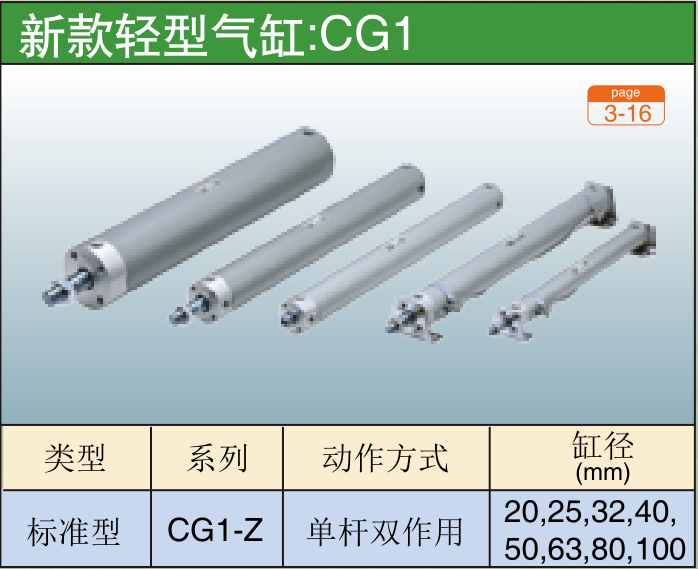 新款轻型气缸:CG1
page
3-16
类型 系列 动作方式 缸径
(mm)
标准型 CG1-Z 单杆双作用 20,25,32,40,
50,63,80,100